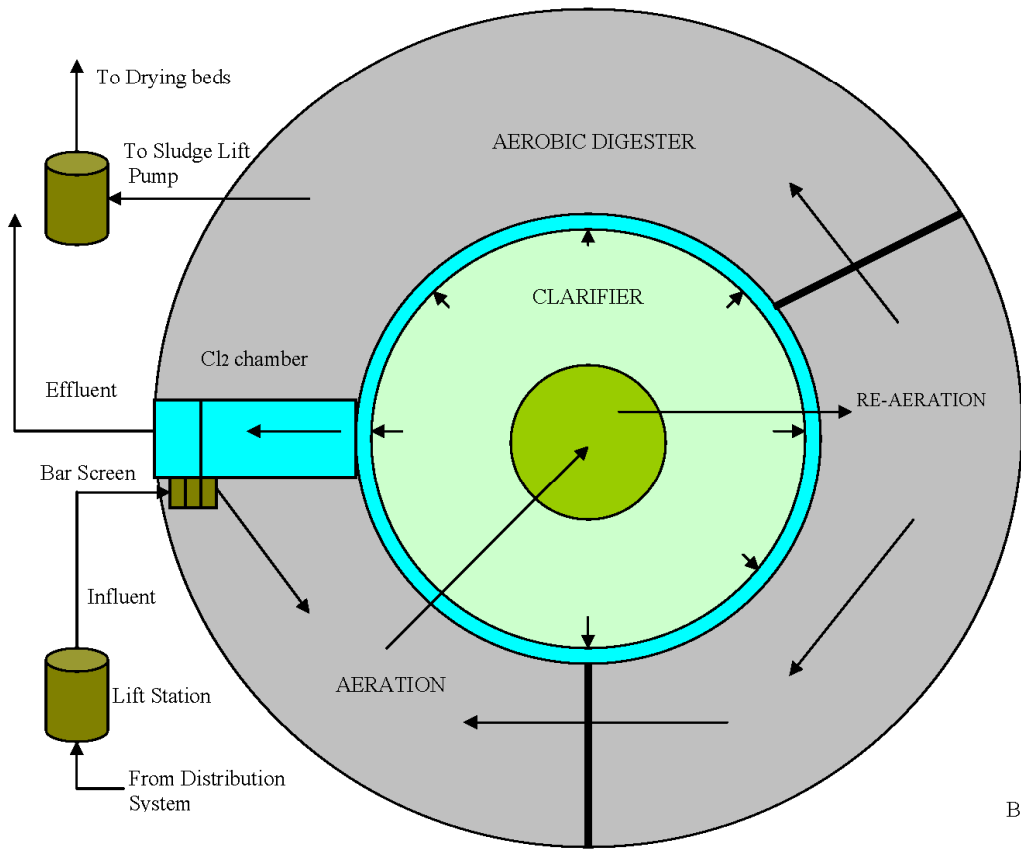 To Drying beds
To Sludge Lift
Pump
AEROBIC DIGESTER
CLARIFIER
Cl2 chamber
Effluent
RE-AERATION
Bar Screen
Influent
AERATION
Lift Station
From Distribution
System
B